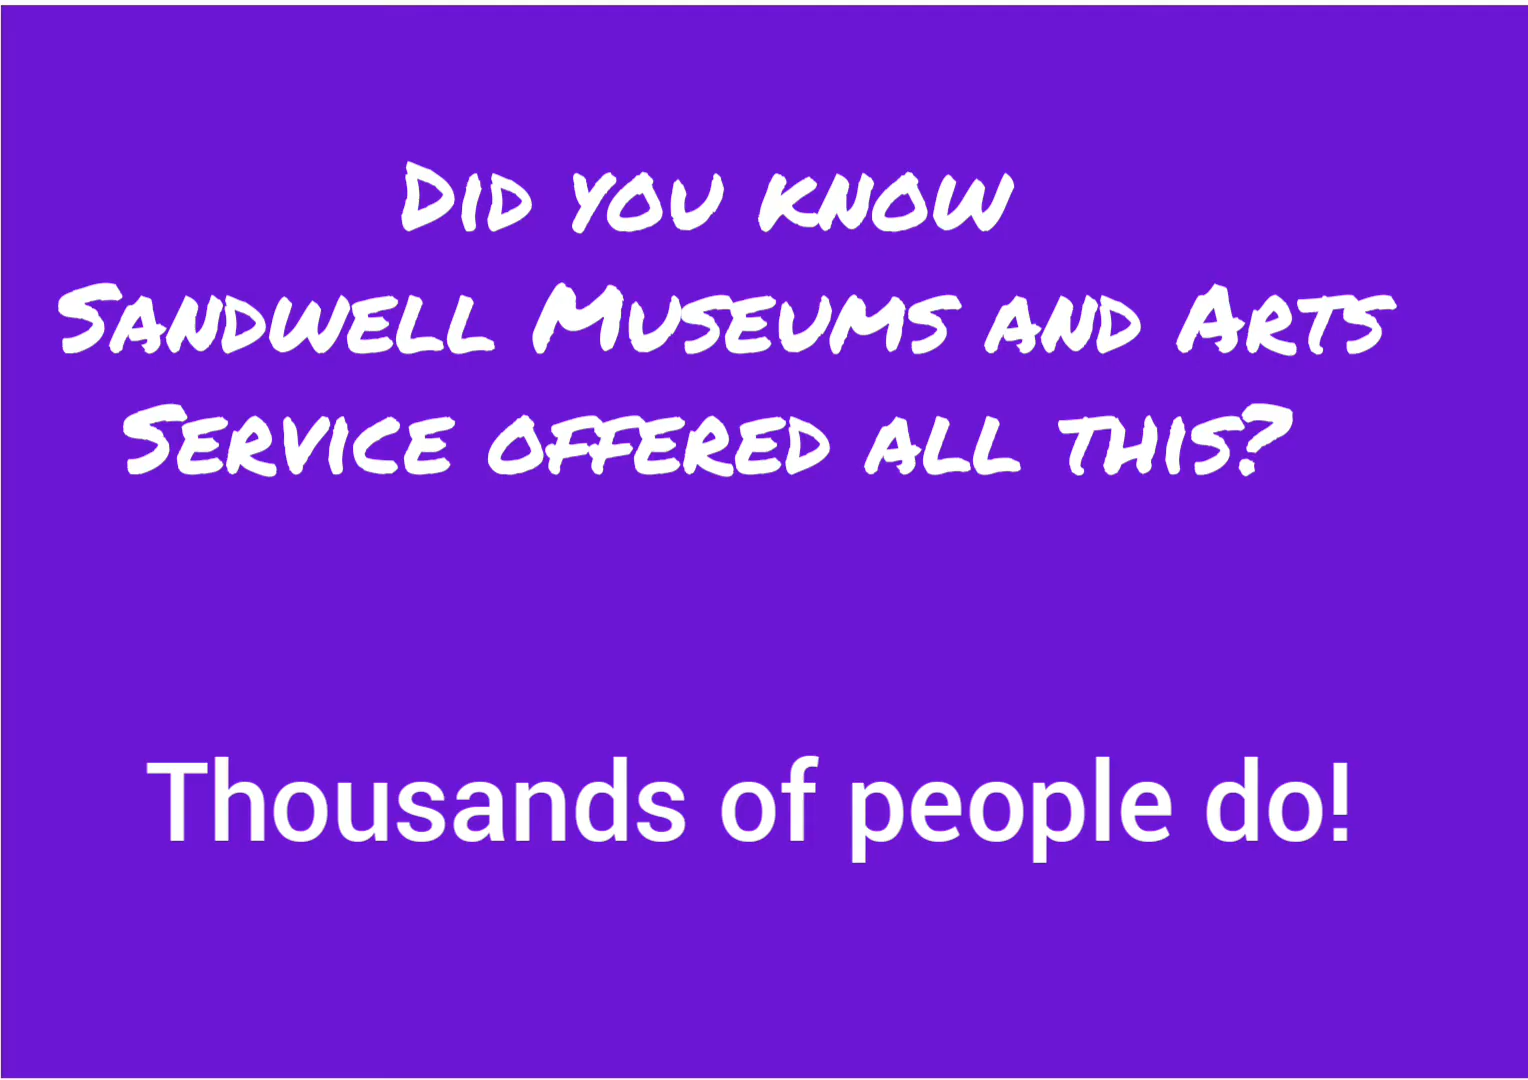 Did you know
Sandwell Museums and Arts
Service offered all this?
Thousands of people do!